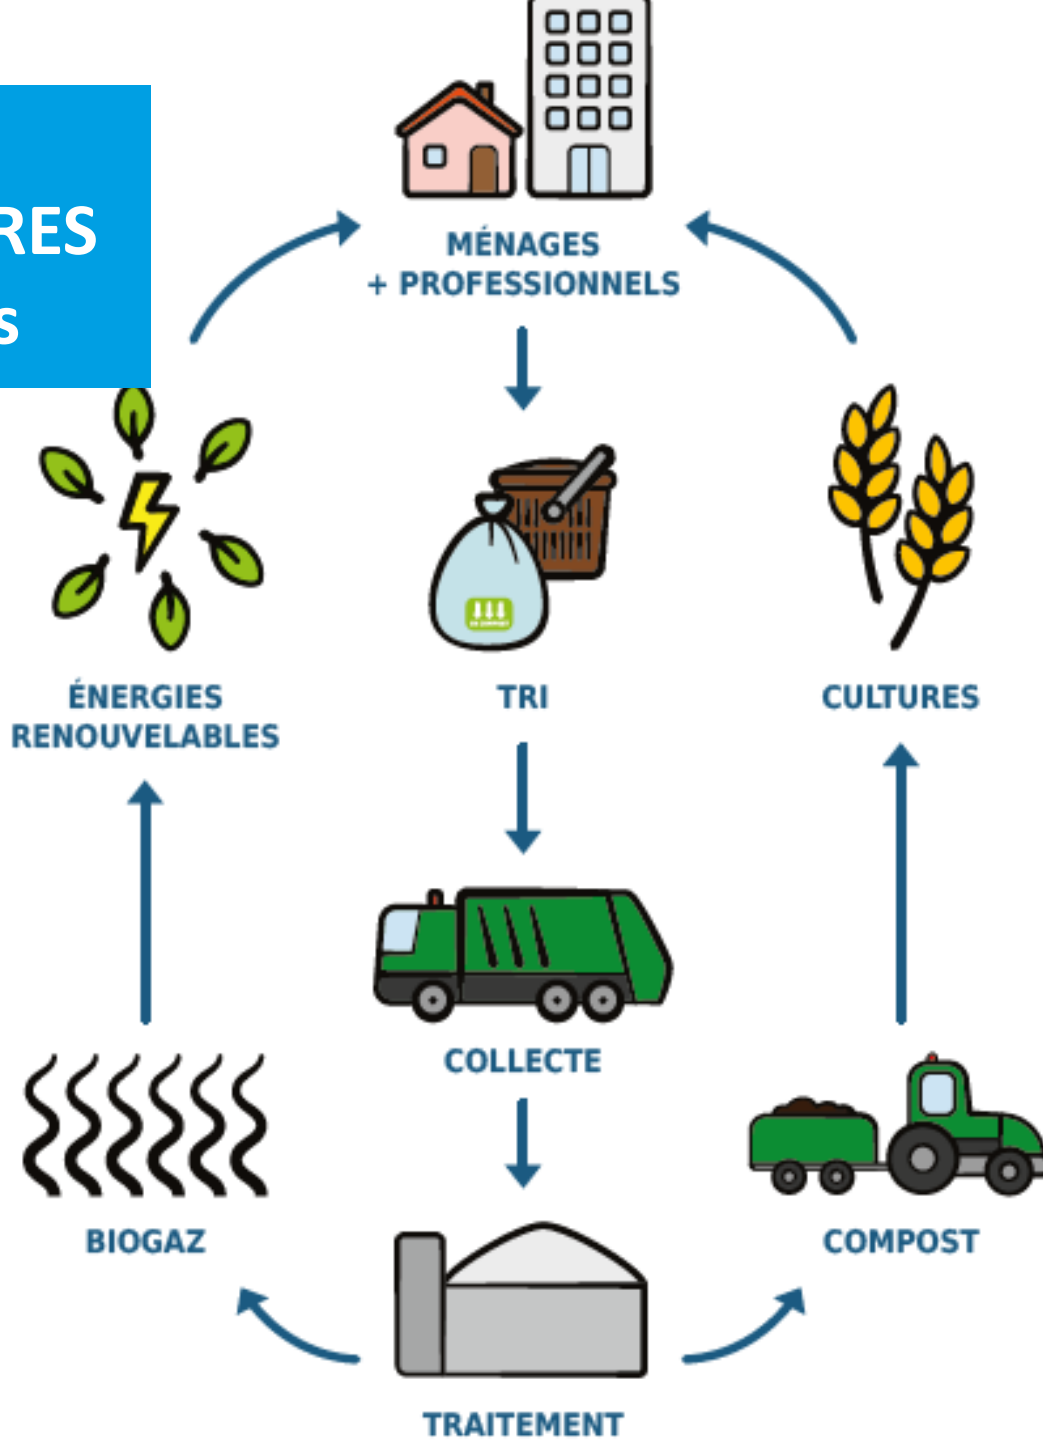 RES
s
MÉNAGES
+ PROFESSIONNELS
ÉNERGIES
RENOUVELABLES
TRI
CULTURES
COLLECTE
BIOGAZ
COMPOST
TRAITEMENT